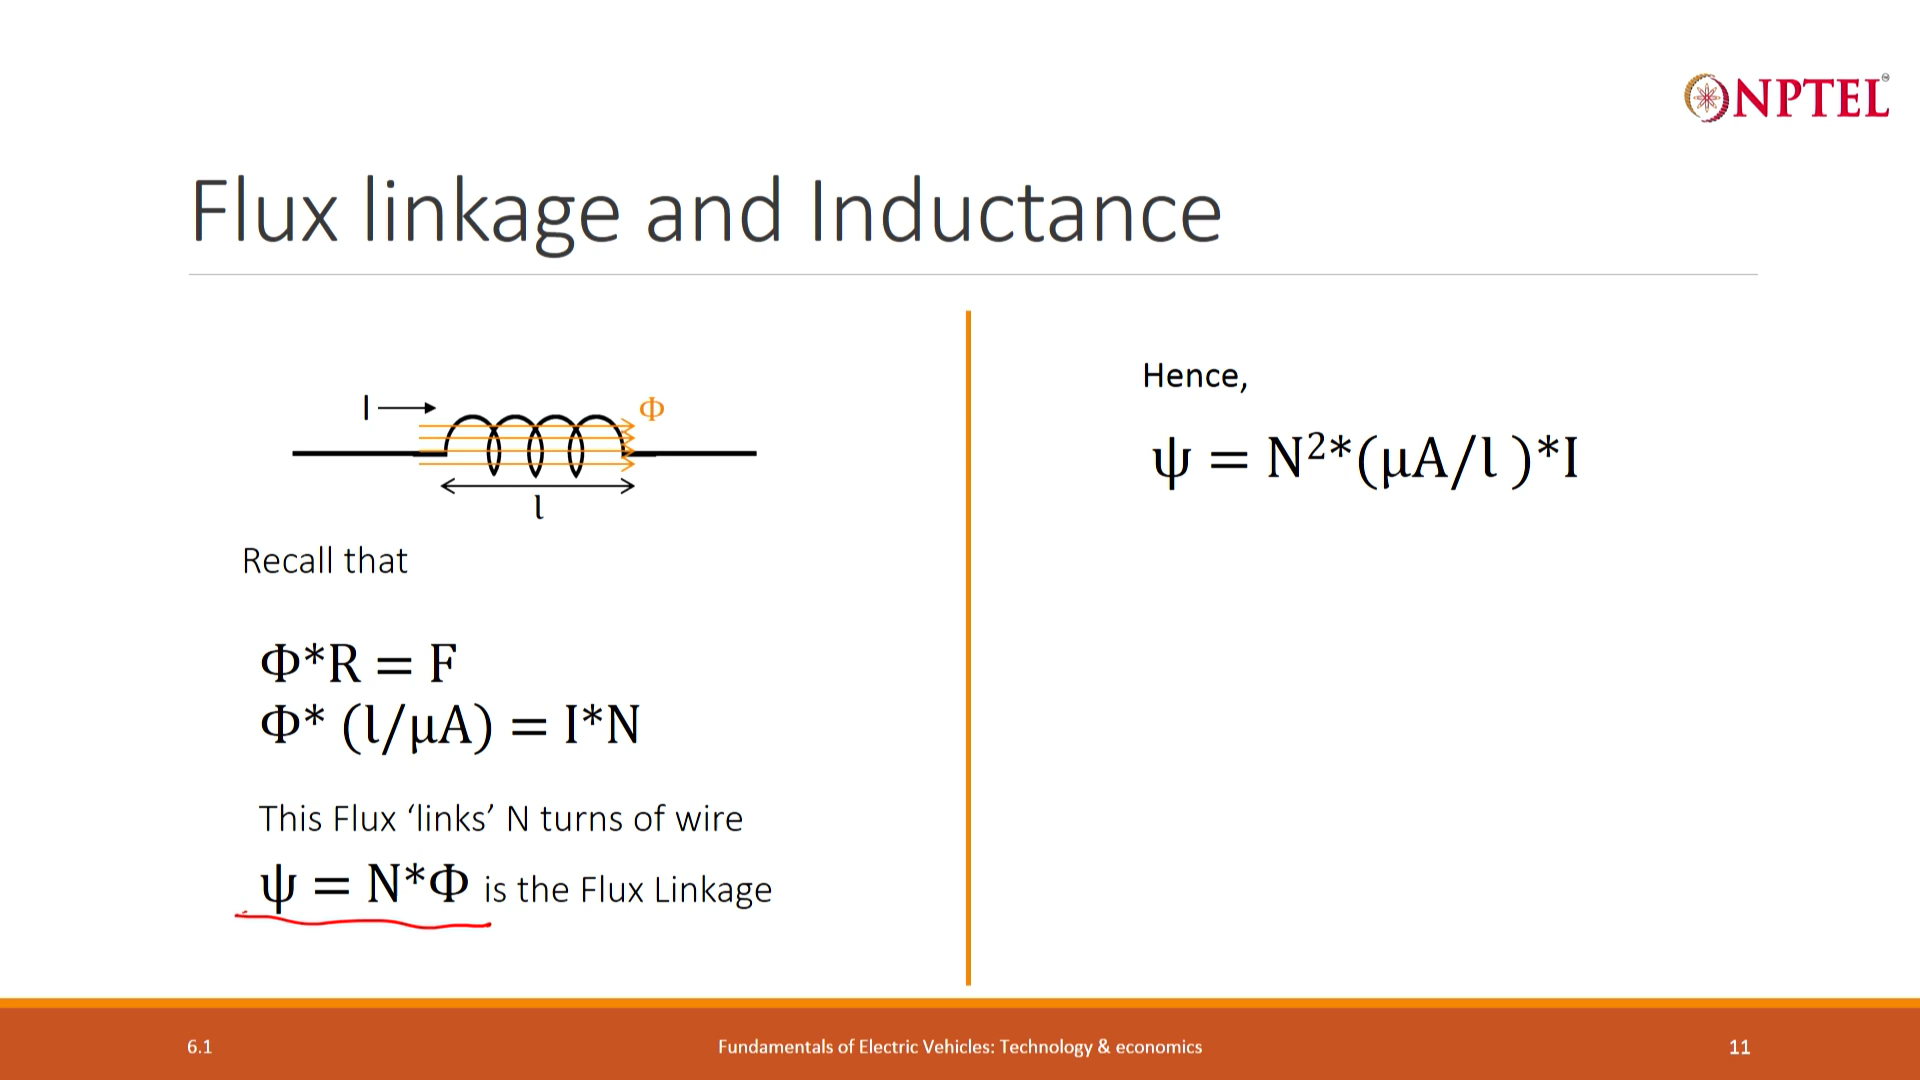 NPTEL
Flux linkage and Inductance
I
Φ
l
Recall that
Φ*R = F
Φ* (l/μA) = I*N
This Flux ‘links’ N turns of wire
ψ = N*Φ is the Flux Linkage
Hence,
ψ = N²*(μA/l )*I
6.1
Fundamentals of Electric Vehicles: Technology & economics
11